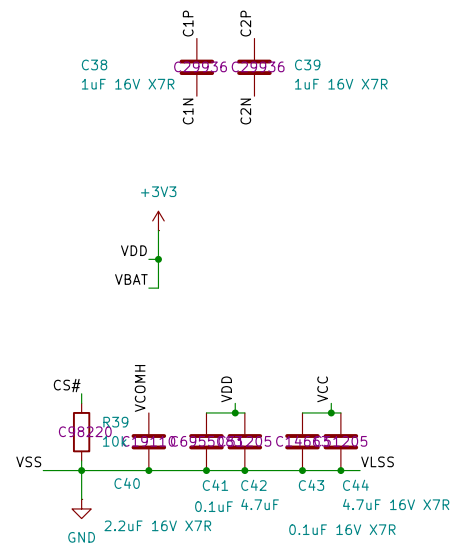 C1P
C2P
C38
C29936
C29936
C39
1uF 16V X7R
1uF 16V X7R
C1N
C2N
+3V3
VDD
VBAT
CS#
VCOMH
VDD
VCC
R39
10K
C98220
C19110
VSS
VLSS
C40
C41
C42
C43
C44
0.1uF
4.7uF
4.7uF 16V X7R
2.2uF 16V X7R
0.1uF 16V X7R
GND